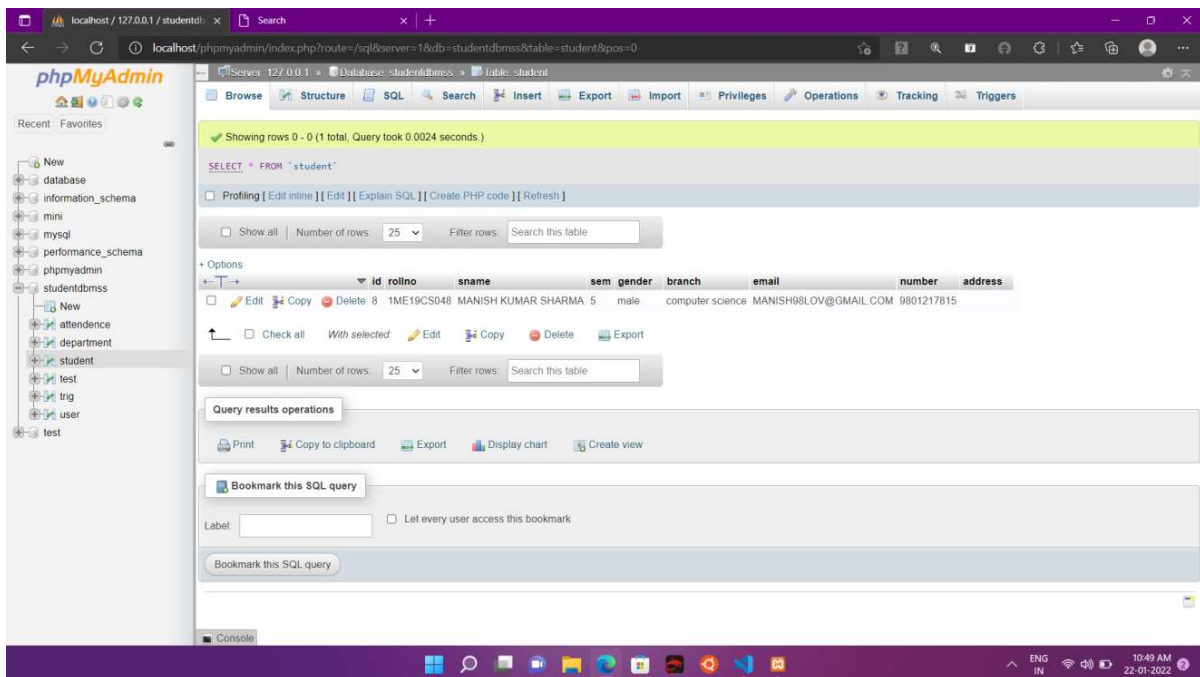 localhost / 127.0.0.1 / studentdb
Search
localhost/phpmyadmin/index.php?route=/sql&server=1&db=studentdbmss&table=student&pos=0
phpMyAdmin
Recent Favorites
New
database
information_schema
mini
mysql
performance_schema
phpmyadmin
studentdbmss
New
attendence
department
student
test
trig
user
test
Server: 127.0.0.1 » Database: studentdbmss » Table: student
Browse Structure SQL Search Insert Export Import Privileges Operations Tracking Triggers
Showing rows 0 - 0 (1 total, Query took 0.0024 seconds.)
SELECT * FROM `student`
Profiling [ Edit inline ] [ Edit ] [ Explain SQL ] [ Create PHP code ] [ Refresh ]
Show all | Number of rows: 25 Filter rows: Search this table
+ Options
id rollno sname sem gender branch email number address
Edit Copy Delete 8 1ME19CS048 MANISH KUMAR SHARMA 5 male computer science MANISH98LOV@GMAIL.COM 9801217815
Check all With selected: Edit Copy Delete Export
Show all | Number of rows: 25 Filter rows: Search this table
Query results operations
Print Copy to clipboard Export Display chart Create view
Bookmark this SQL query
Label: Let every user access this bookmark
Bookmark this SQL query
Console
ENG
IN
10:49 AM
22-01-2022
2